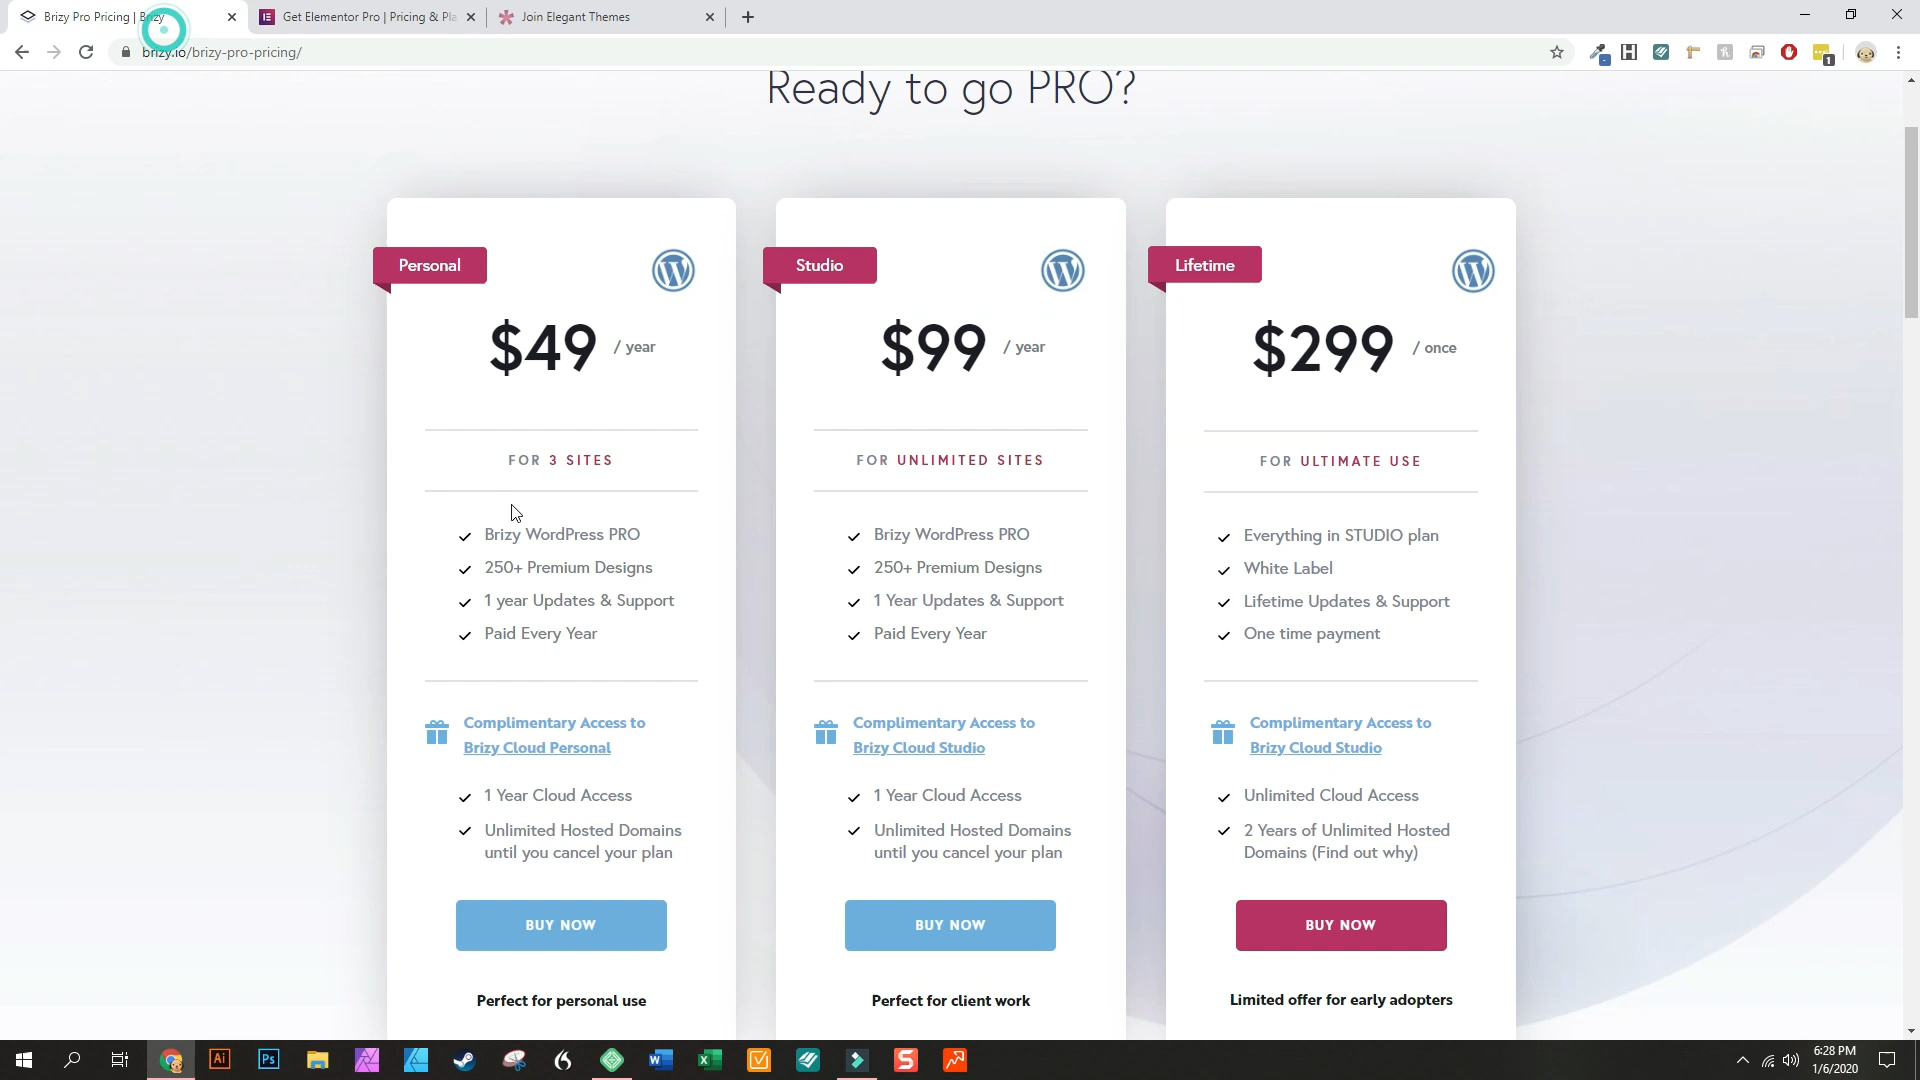 Brizy Pro Pricing | Brizy
Get Elementor Pro | Pricing & Pla
Join Elegant Themes
brizy.io/brizy-pro-pricing/
1
Ready to go PRO?
Personal
$49 / year
FOR 3 SITES
Brizy WordPress PRO
250+ Premium Designs
1 year Updates & Support
Paid Every Year
Complimentary Access to
Brizy Cloud Personal
1 Year Cloud Access
Unlimited Hosted Domains
until you cancel your plan
BUY NOW
Perfect for personal use
Studio
$99 / year
FOR UNLIMITED SITES
Brizy WordPress PRO
250+ Premium Designs
1 Year Updates & Support
Paid Every Year
Complimentary Access to
Brizy Cloud Studio
1 Year Cloud Access
Unlimited Hosted Domains
until you cancel your plan
BUY NOW
Perfect for client work
Lifetime
$299 / once
FOR ULTIMATE USE
Everything in STUDIO plan
White Label
Lifetime Updates & Support
One time payment
Complimentary Access to
Brizy Cloud Studio
Unlimited Cloud Access
2 Years of Unlimited Hosted
Domains (Find out why)
BUY NOW
Limited offer for early adopters
Ai
Ps
6:28 PM
1/6/2020